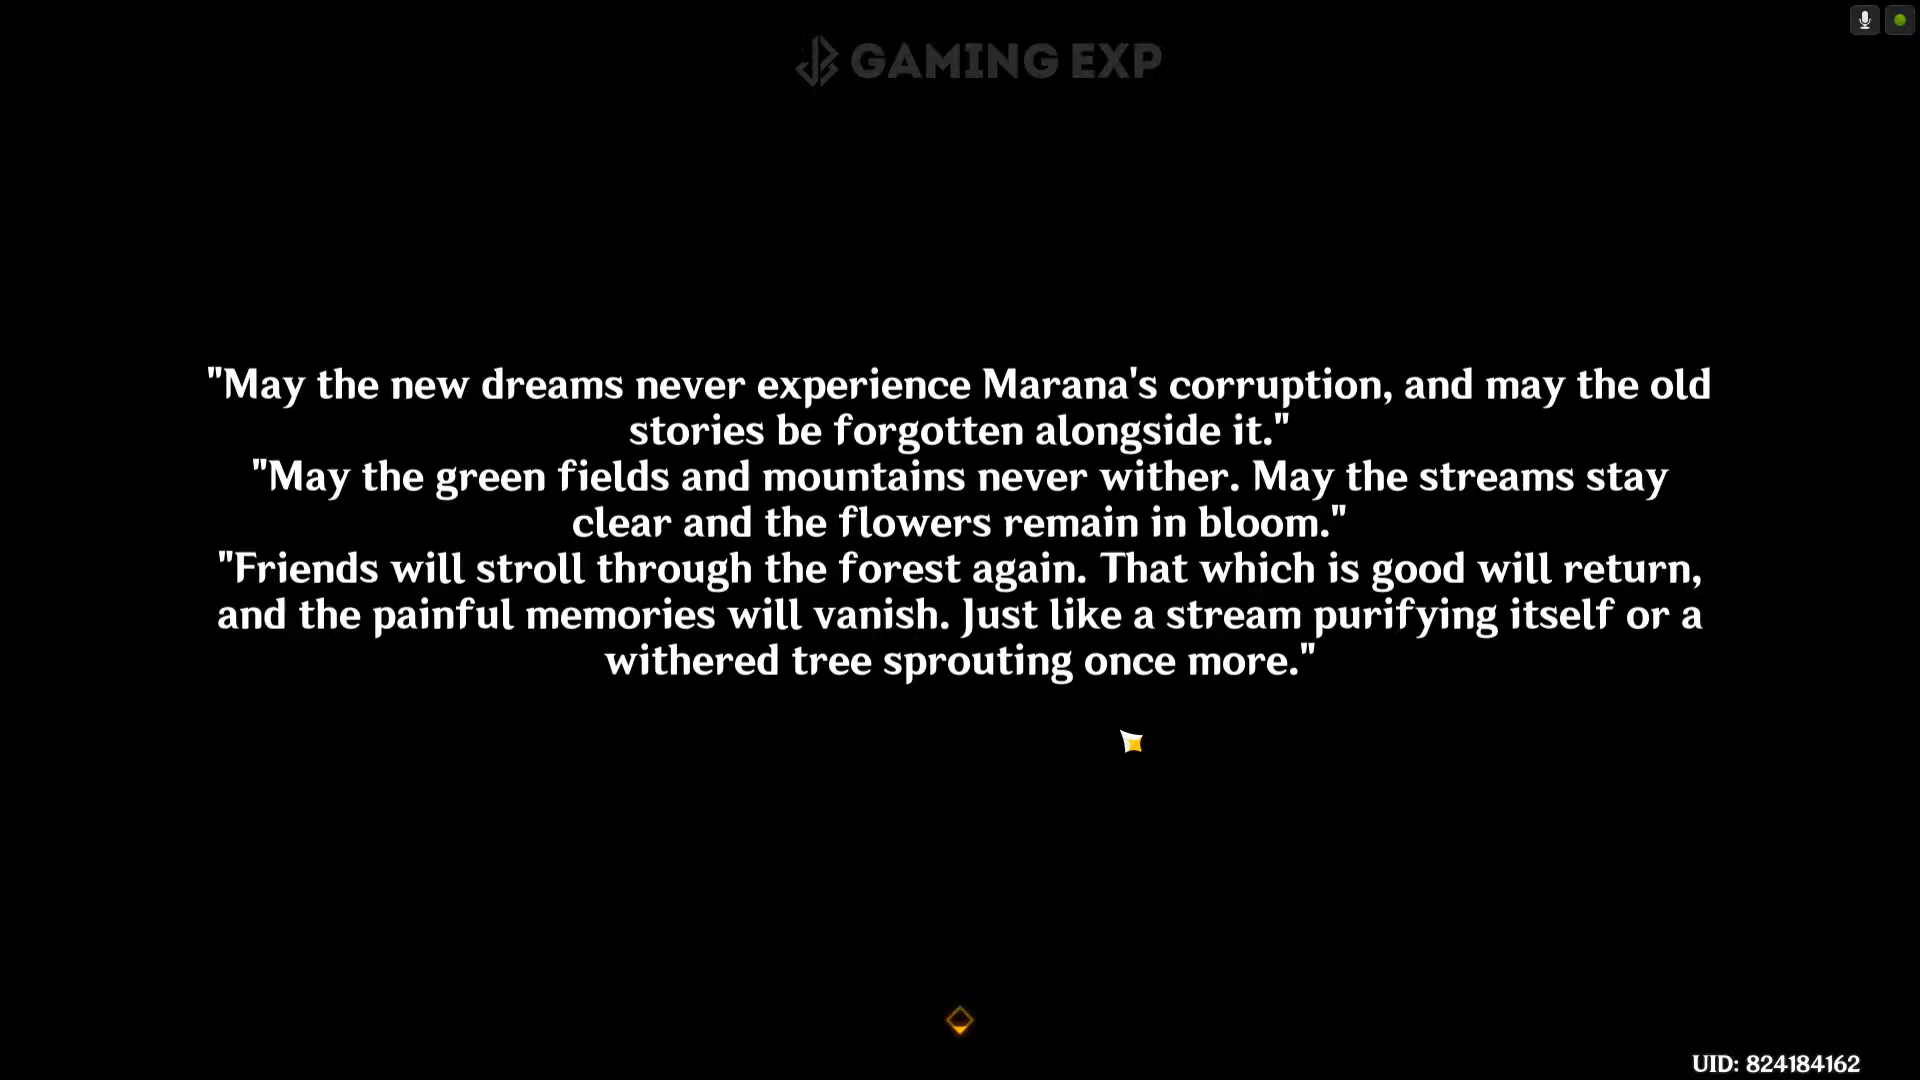 GAMING EXP
"May the new dreams never experience Marana's corruption, and may the old
stories be forgotten alongside it."
"May the green fields and mountains never wither. May the streams stay
clear and the flowers remain in bloom."
"Friends will stroll through the forest again. That which is good will return,
and the painful memories will vanish. Just like a stream purifying itself or a
withered tree sprouting once more."
UID: 824184162